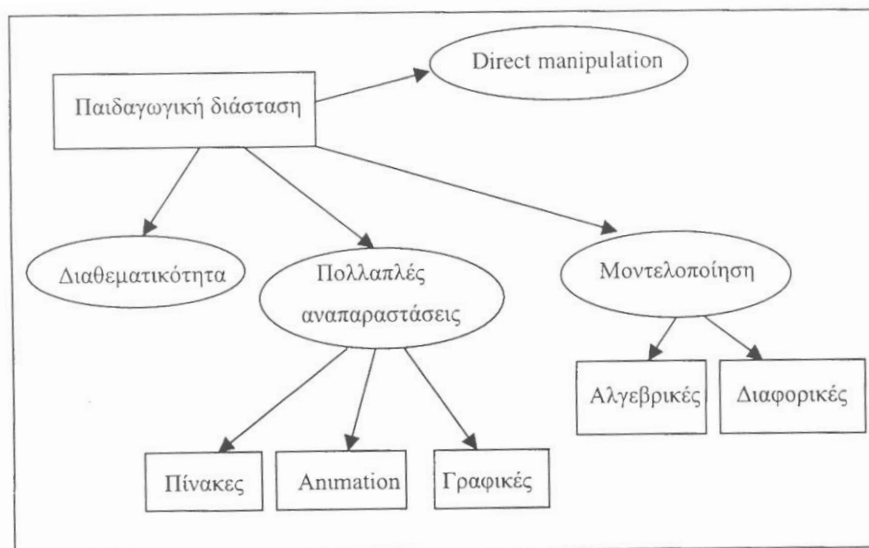 Direct manipulation
Παιδαγωγική διάσταση
Διαθεματικότητα
Πολλαπλές
αναπαραστάσεις
Μοντελοποίηση
Αλγεβρικές
Διαφορικές
Πίνακες
Animation
Γραφικές